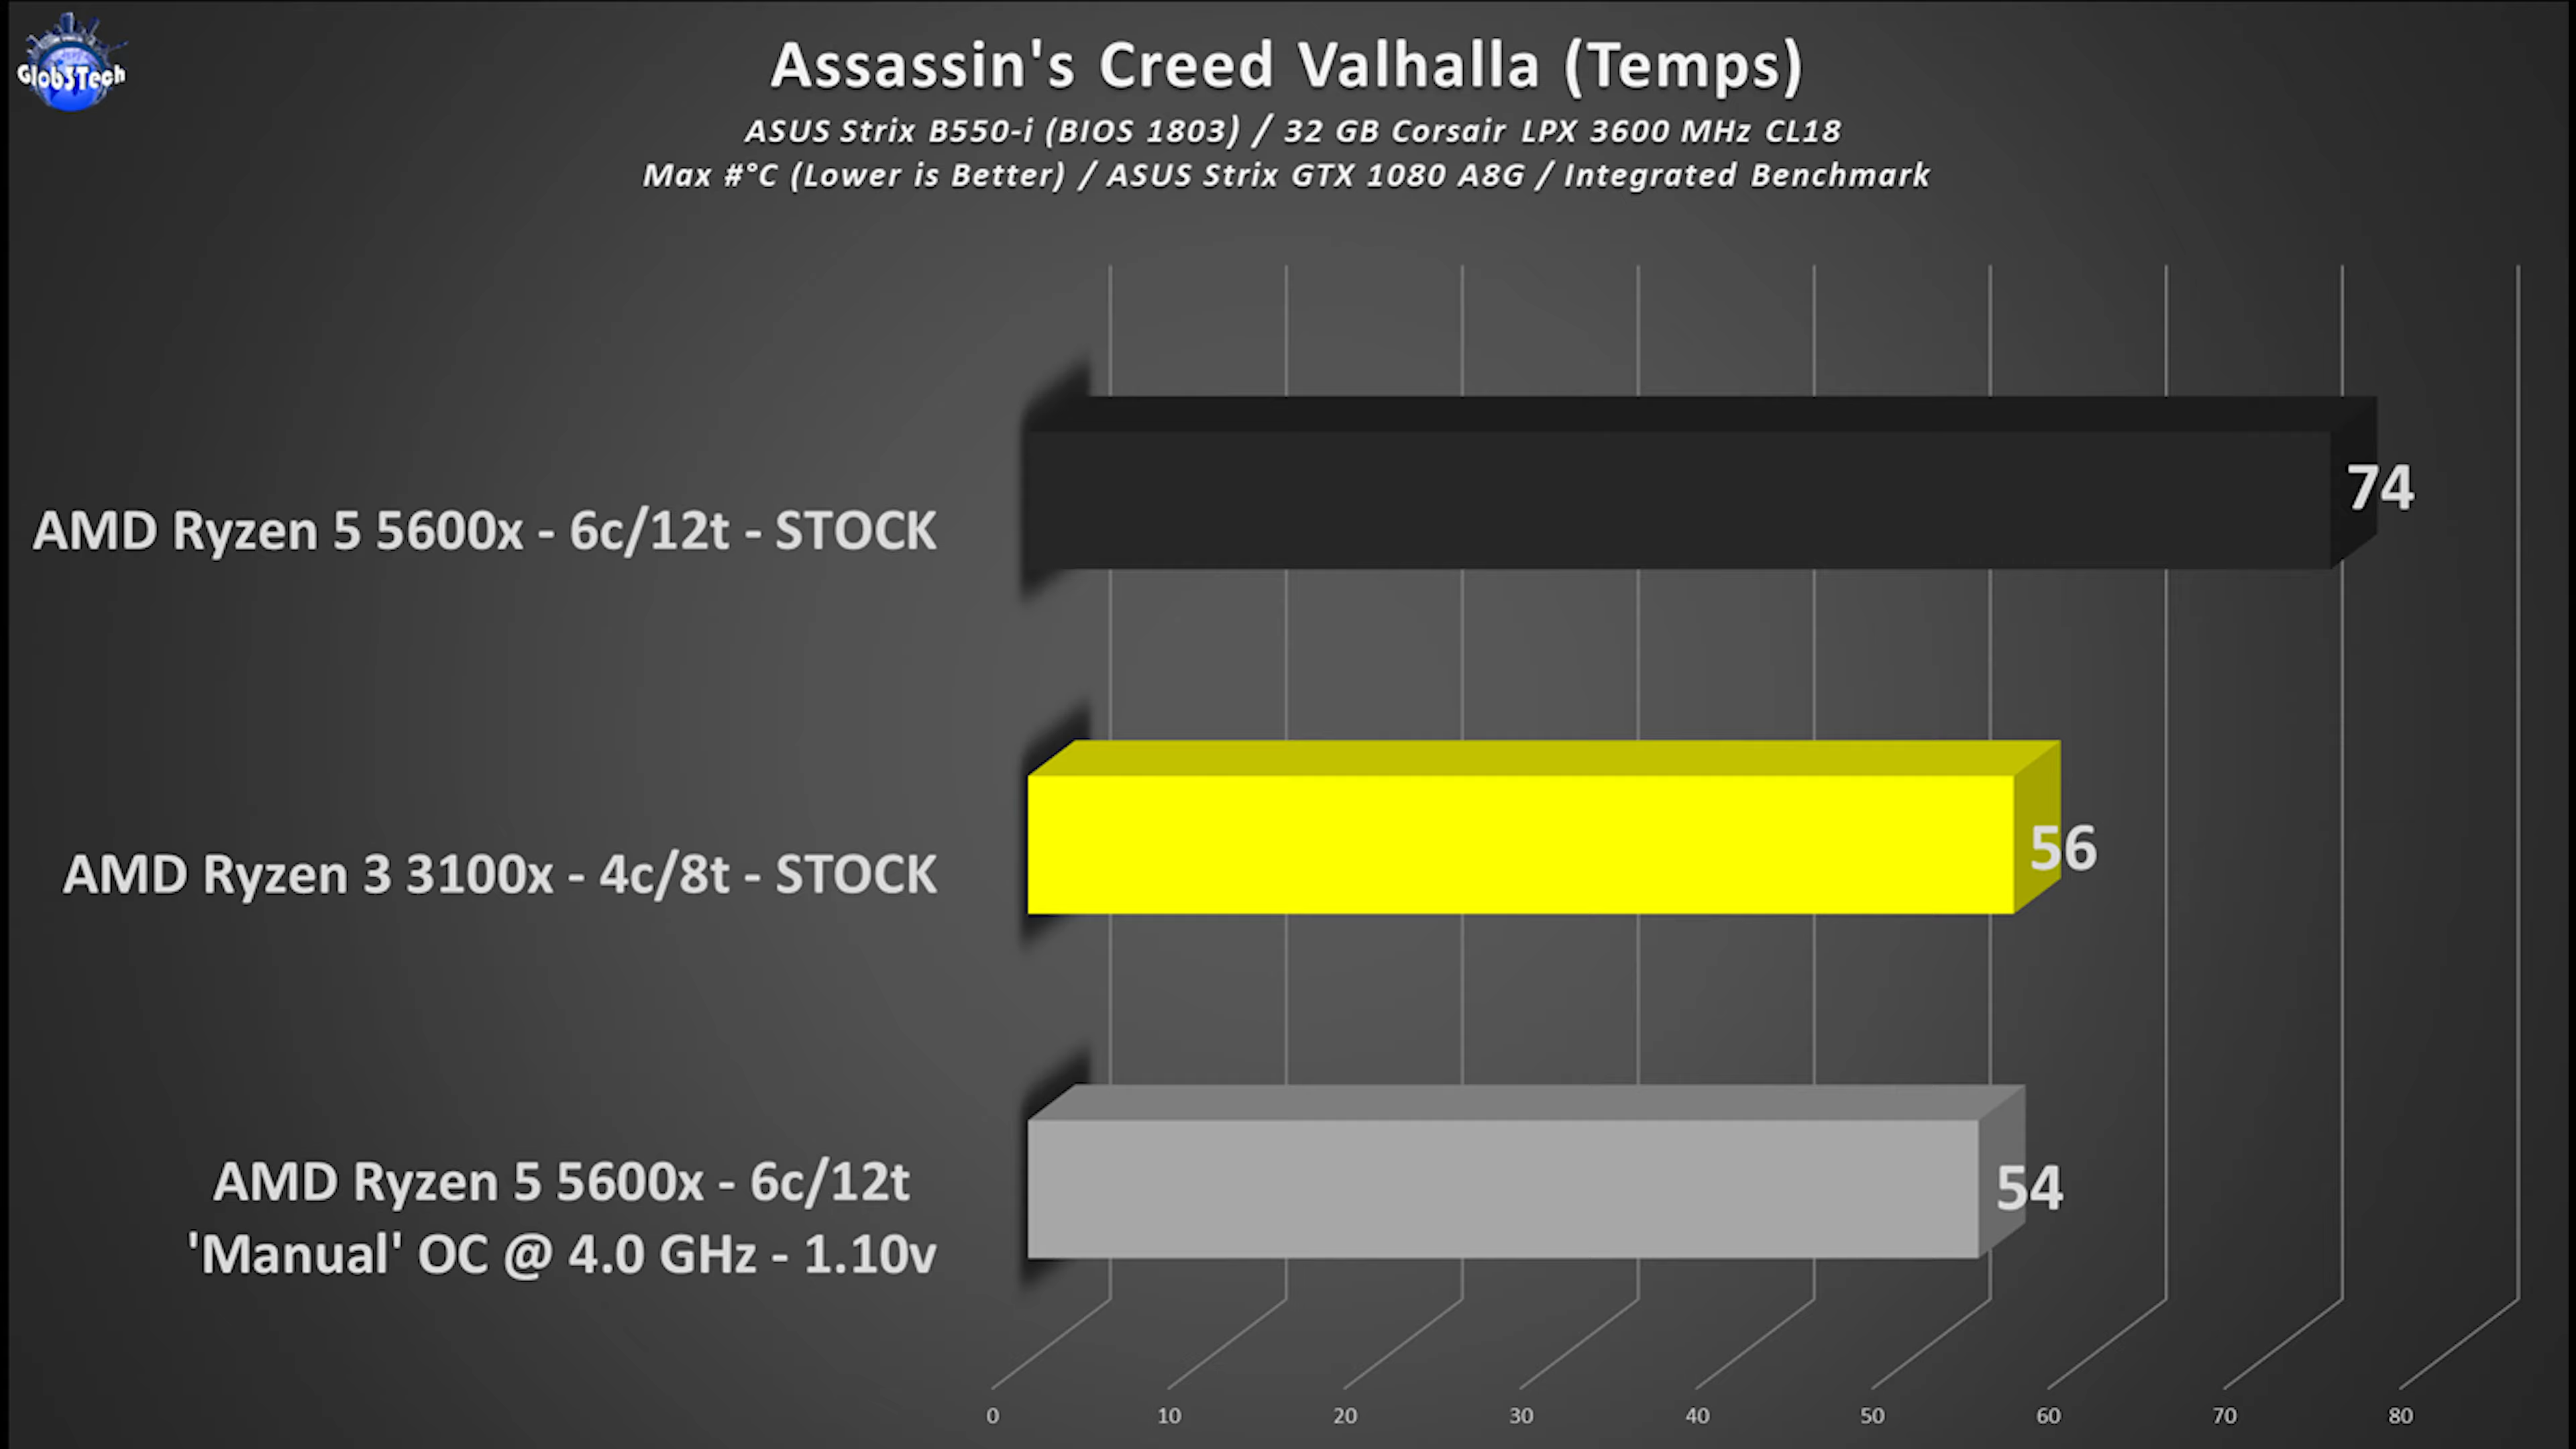 Glob3Tech
Assassin's Creed Valhalla (Temps)
ASUS Strix B550-i (BIOS 1803) / 32 GB Corsair LPX 3600 MHz CL18
Max #°C (Lower is Better) / ASUS Strix GTX 1080 A8G / Integrated Benchmark
AMD Ryzen 5 5600x - 6c/12t - STOCK
74
AMD Ryzen 3 3100x - 4c/8t - STOCK
56
AMD Ryzen 5 5600x - 6c/12t
'Manual' OC @ 4.0 GHz - 1.10v
54
0 10 20 30 40 50 60 70 80